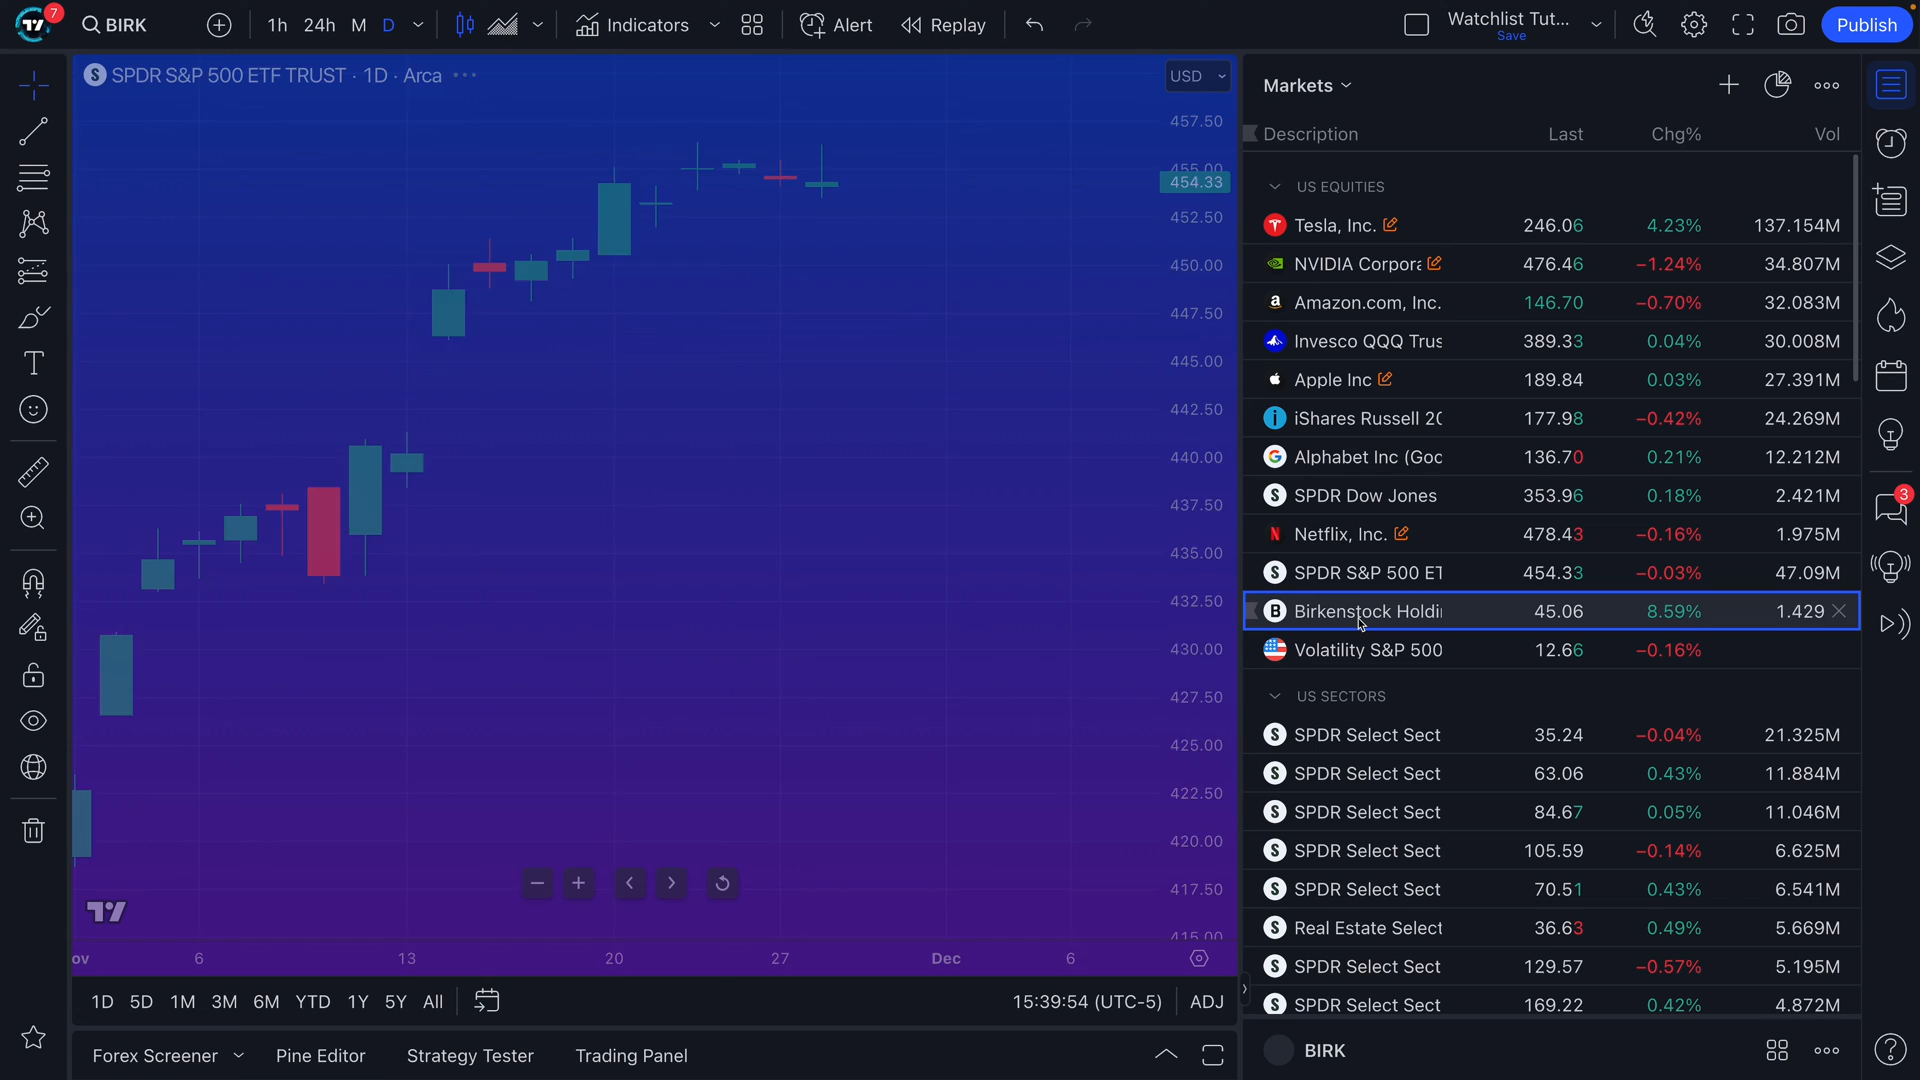 7
BIRK
1h 24h M D
Indicators
Alert
Replay
Watchlist Tut...
Save
Publish
SPDR S&P 500 ETF TRUST · 1D · Arca
USD
457.50
455.00
454.33
452.50
450.00
447.50
445.00
442.50
440.00
437.50
435.00
432.50
430.00
427.50
425.00
422.50
420.00
417.50
415.00
ov 6 13 20 27 Dec 6
1D 5D 1M 3M 6M YTD 1Y 5Y All
15:39:54 (UTC-5) ADJ
Forex Screener Pine Editor Strategy Tester Trading Panel
Markets
Description Last Chg% Vol
US EQUITIES
Tesla, Inc. 246.06 4.23% 137.154M
NVIDIA Corpora 476.46 −1.24% 34.807M
Amazon.com, Inc. 146.70 −0.70% 32.083M
Invesco QQQ Trus 389.33 0.04% 30.008M
Apple Inc 189.84 0.03% 27.391M
iShares Russell 20 177.98 −0.42% 24.269M
Alphabet Inc (Goo 136.70 0.21% 12.212M
SPDR Dow Jones 353.96 0.18% 2.421M
Netflix, Inc. 478.43 −0.16% 1.975M
SPDR S&P 500 ET 454.33 −0.03% 47.09M
Birkenstock Holdin 45.06 8.59% 1.429
Volatility S&P 500 12.66 −0.16%
US SECTORS
SPDR Select Sect 35.24 −0.04% 21.325M
SPDR Select Sect 63.06 0.43% 11.884M
SPDR Select Sect 84.67 0.05% 11.046M
SPDR Select Sect 105.59 −0.14% 6.625M
SPDR Select Sect 70.51 0.43% 6.541M
Real Estate Select 36.63 0.49% 5.669M
SPDR Select Sect 129.57 −0.57% 5.195M
SPDR Select Sect 169.22 0.42% 4.872M
BIRK
3